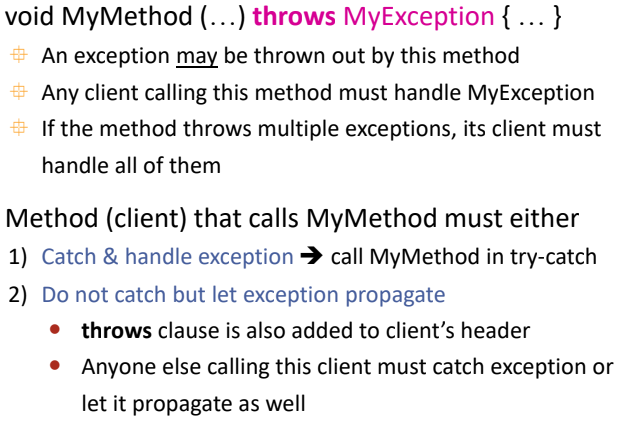 void MyMethod (…) throws MyException { … }
An exception may be thrown out by this method
Any client calling this method must handle MyException
If the method throws multiple exceptions, its client must
handle all of them
Method (client) that calls MyMethod must either
1) Catch & handle exception ➔ call MyMethod in try-catch
2) Do not catch but let exception propagate
• throws clause is also added to client’s header
• Anyone else calling this client must catch exception or
let it propagate as well